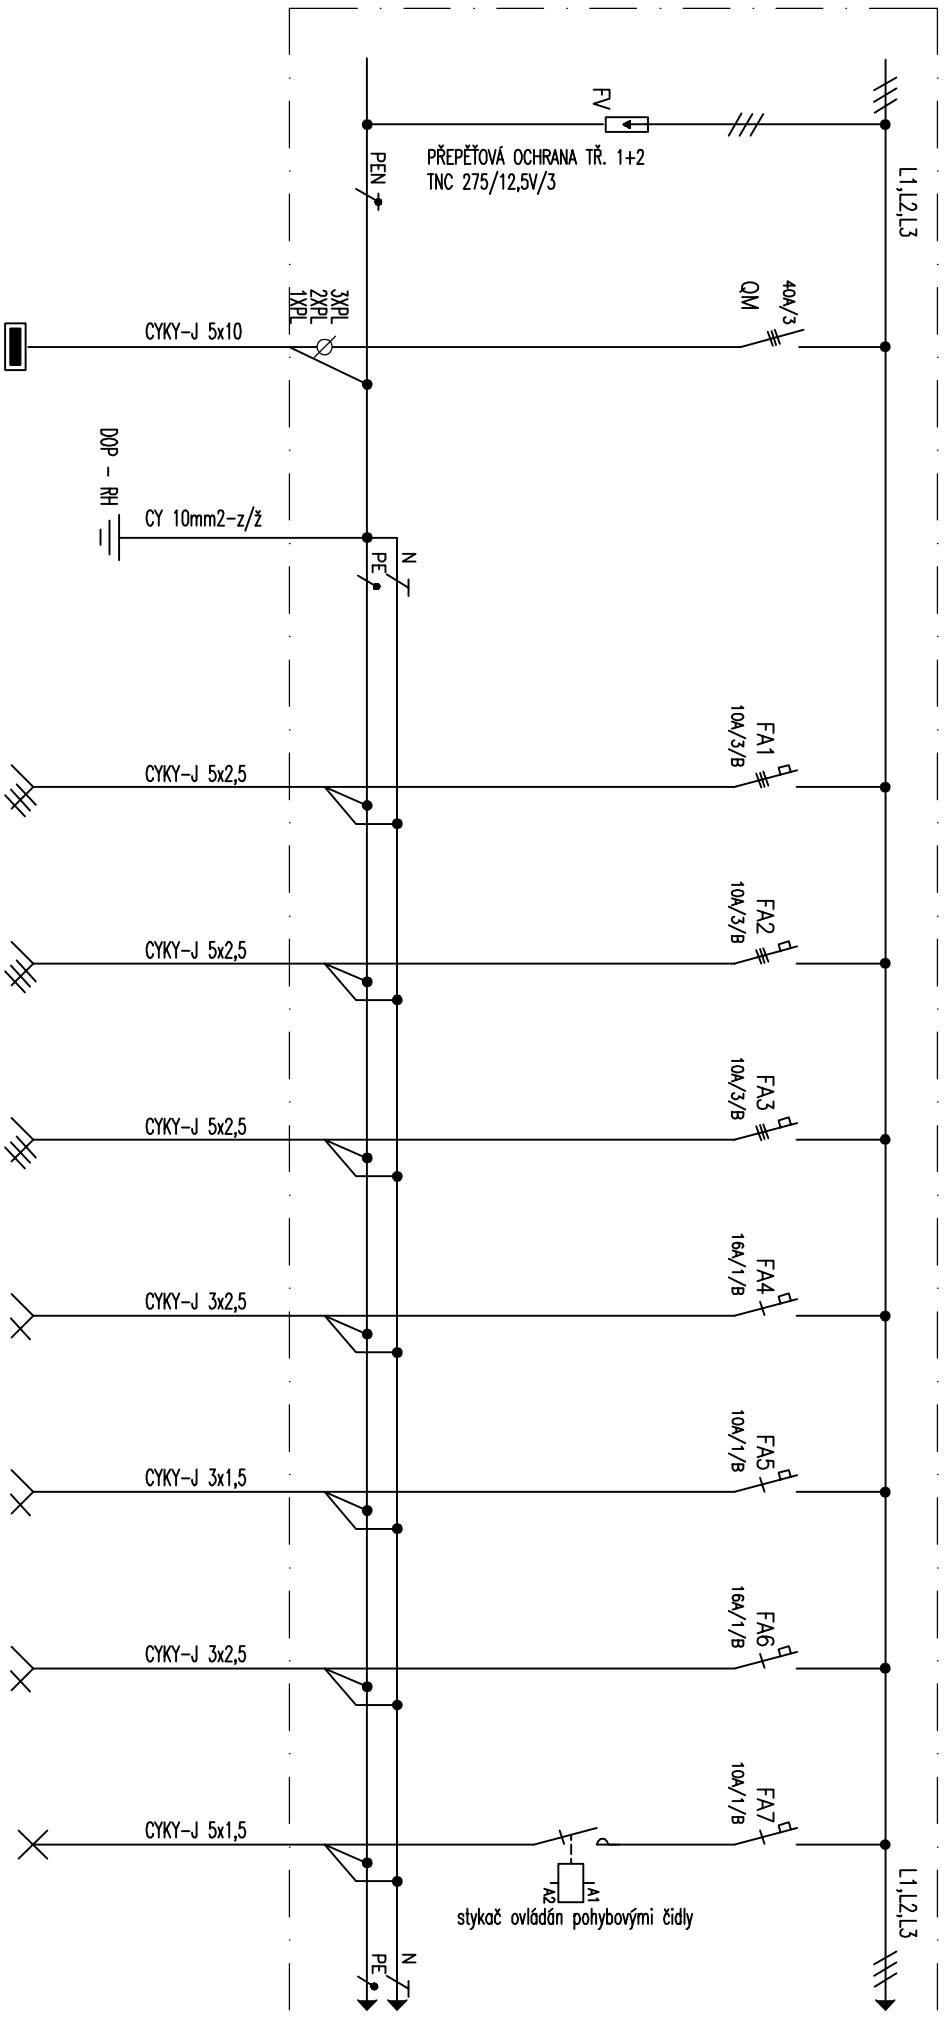 L1,L2,L3
FV
PŘEPĚŤOVÁ OCHRANA TŘ. 1+2
TNC 275/12,5V/3
PEN
40A/3
QM
3XPL
2XPL
1XPL
CYKY-J 5x10
DOP - RH
CY 10mm2-z/ž
N
PE
FA1
10A/3/B
CYKY-J 5x2,5
FA2
10A/3/B
CYKY-J 5x2,5
FA3
10A/3/B
CYKY-J 5x2,5
FA4
16A/1/B
CYKY-J 3x2,5
FA5
10A/1/B
CYKY-J 3x1,5
FA6
16A/1/B
CYKY-J 3x2,5
FA7
10A/1/B
CYKY-J 5x1,5
A1
A2
stykač ovládán pohybovými čidly
L1,L2,L3
N
PE